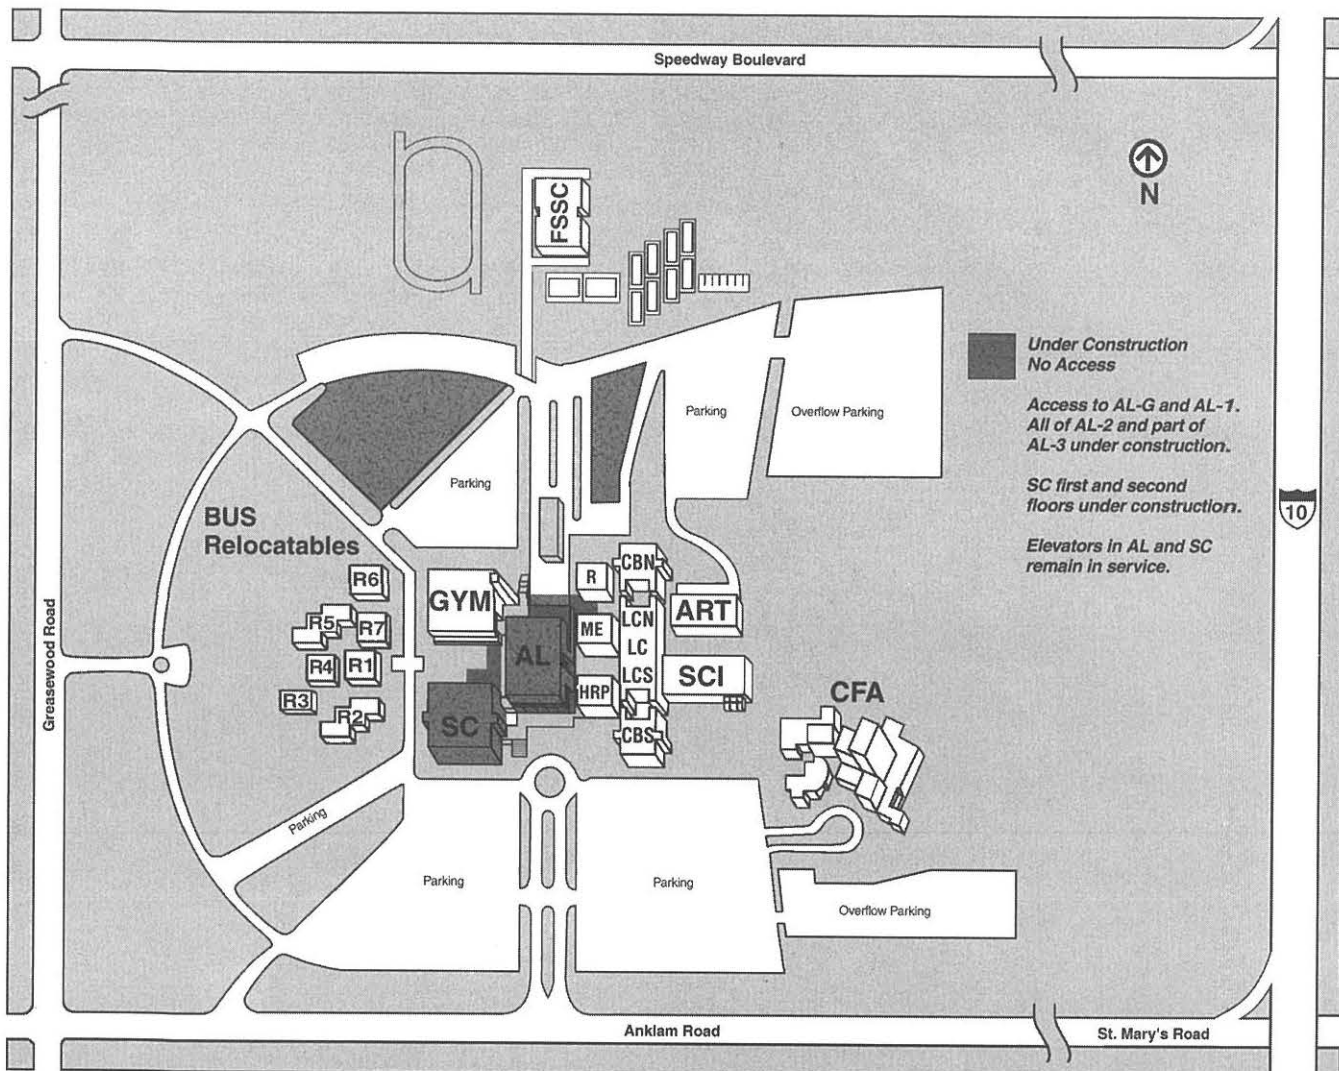 Speedway Boulevard
N
FSSC
Under Construction
No Access
Access to AL-G and AL-1.
All of AL-2 and part of
AL-3 under construction.
SC first and second
floors under construction.
Elevators in AL and SC
remain in service.
Parking
Overflow Parking
Parking
10
BUS
Relocatables
R6
R5
R7
R4
R1
R3
R2
GYM
AL
SC
R
ME
HRP
CBN
LCN
LC
LCS
CBS
ART
SCI
CFA
Greasewood Road
Parking
Parking
Parking
Overflow Parking
Anklam Road
St. Mary's Road